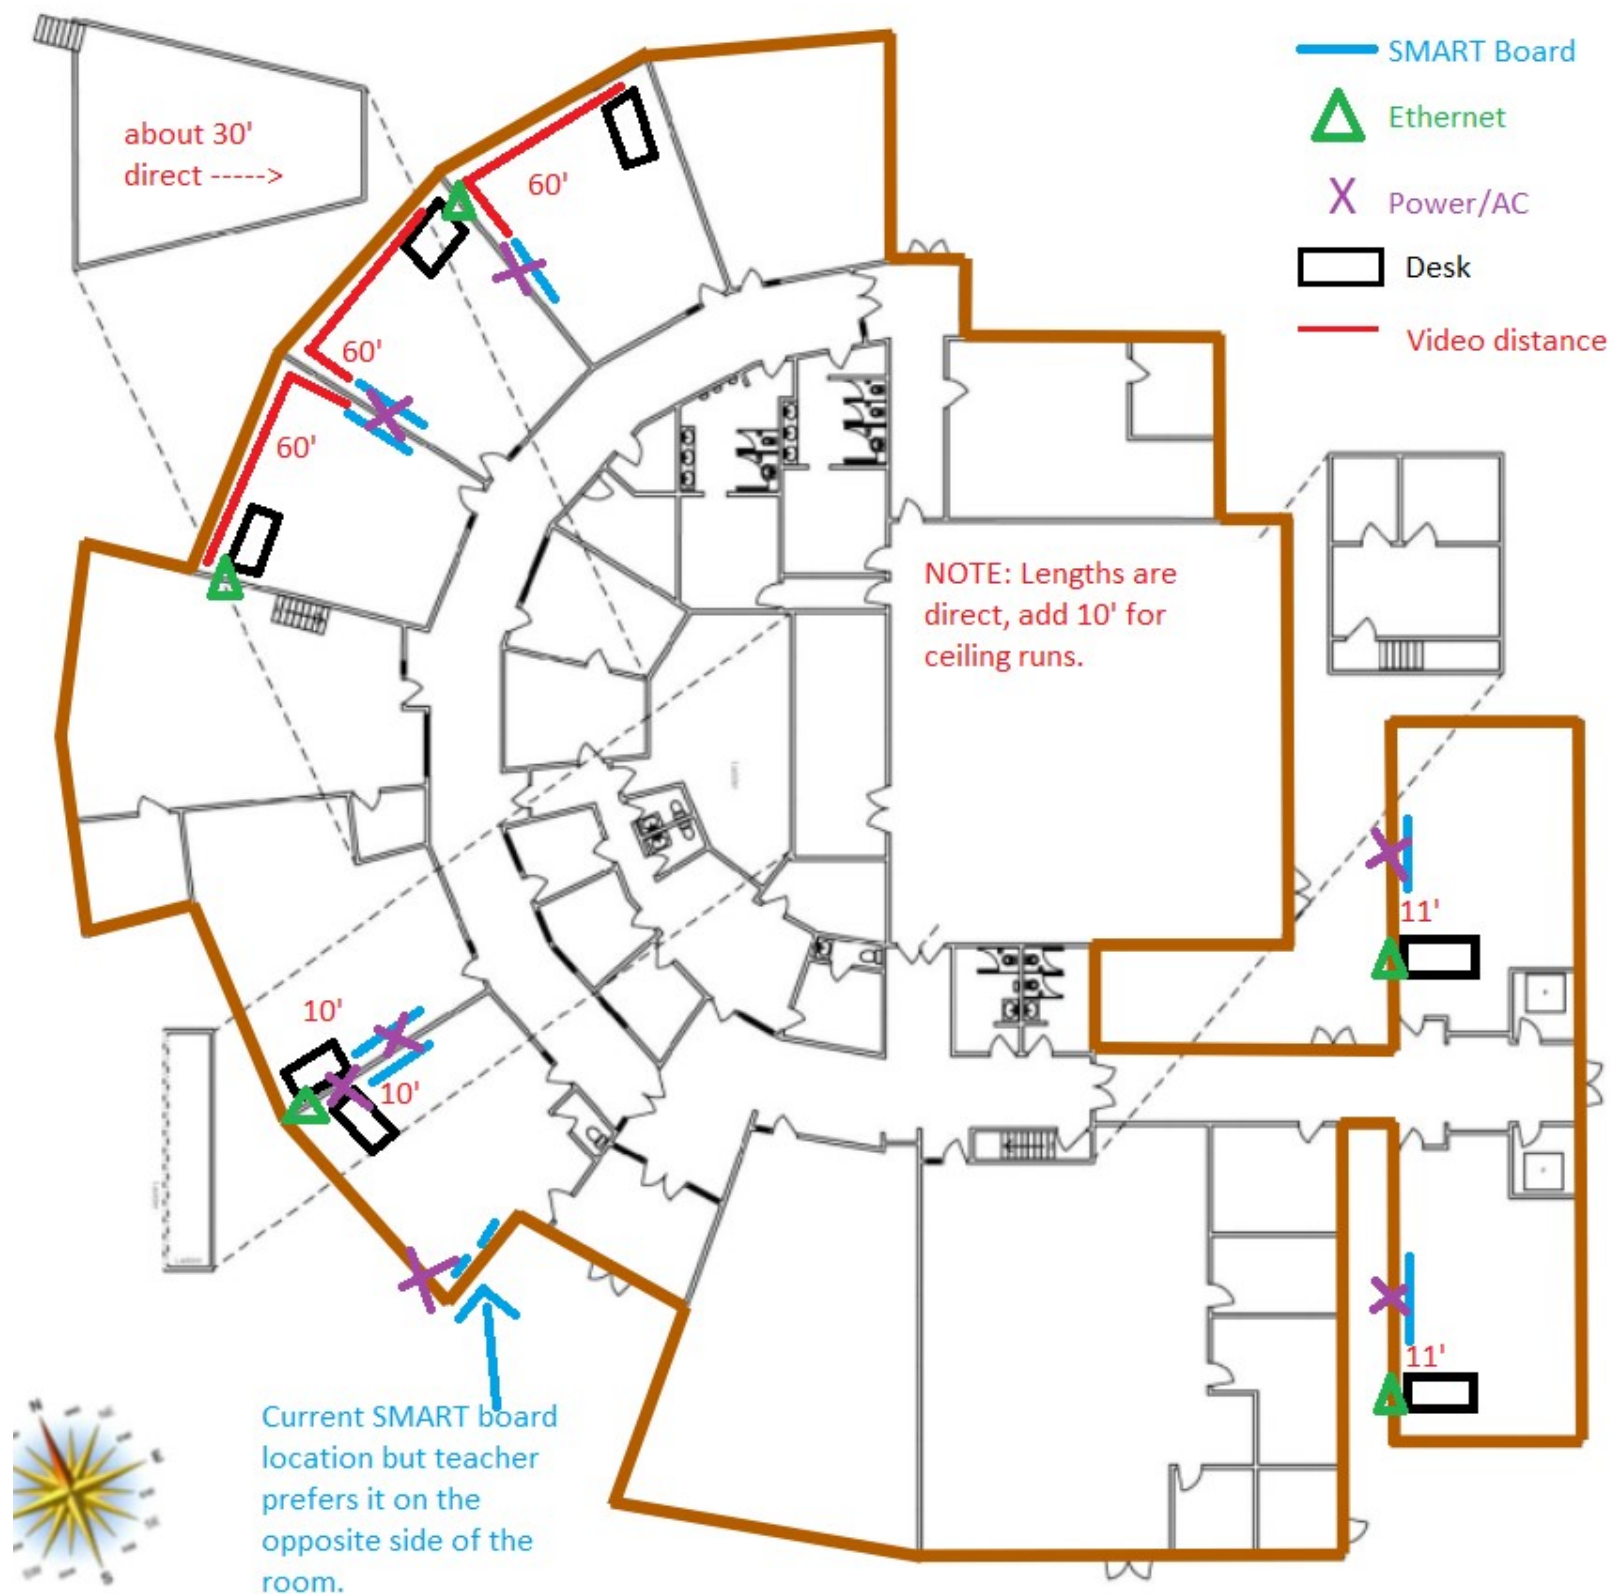 about 30'
direct ----->
SMART Board
Ethernet
X Power/AC
Desk
Video distance
60'
60'
60'
NOTE: Lengths are
direct, add 10' for
ceiling runs.
11'
10'
10'
11'
Current SMART board
location but teacher
prefers it on the
opposite side of the
room.
N
S